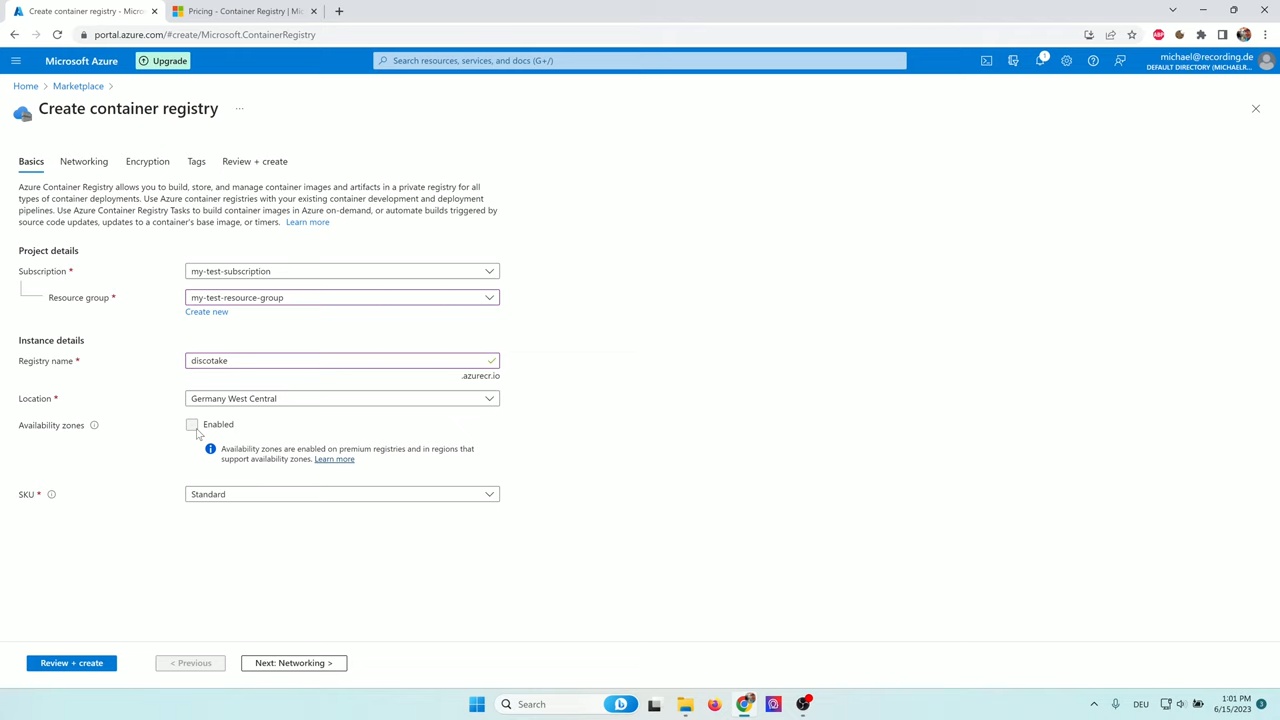 Create container registry - Micros
Pricing - Container Registry | Mic
portal.azure.com/#create/Microsoft.ContainerRegistry
ABP
Microsoft Azure
Upgrade
Search resources, services, and docs (G+/)
1
michael@recording.de
DEFAULT DIRECTORY (MICHAELR...
Home > Marketplace >
Create container registry ...
Basics Networking Encryption Tags Review + create
Azure Container Registry allows you to build, store, and manage container images and artifacts in a private registry for all
types of container deployments. Use Azure container registries with your existing container development and deployment
pipelines. Use Azure Container Registry Tasks to build container images in Azure on-demand, or automate builds triggered by
source code updates, updates to a container's base image, or timers. Learn more
Project details
Subscription * my-test-subscription
Resource group * my-test-resource-group
Create new
Instance details
Registry name * discotake
.azurecr.io
Location * Germany West Central
Availability zones Enabled
Availability zones are enabled on premium registries and in regions that
support availability zones. Learn more
SKU * Standard
Review + create < Previous Next: Networking >
Search
DEU
1:01 PM
6/15/2023
3